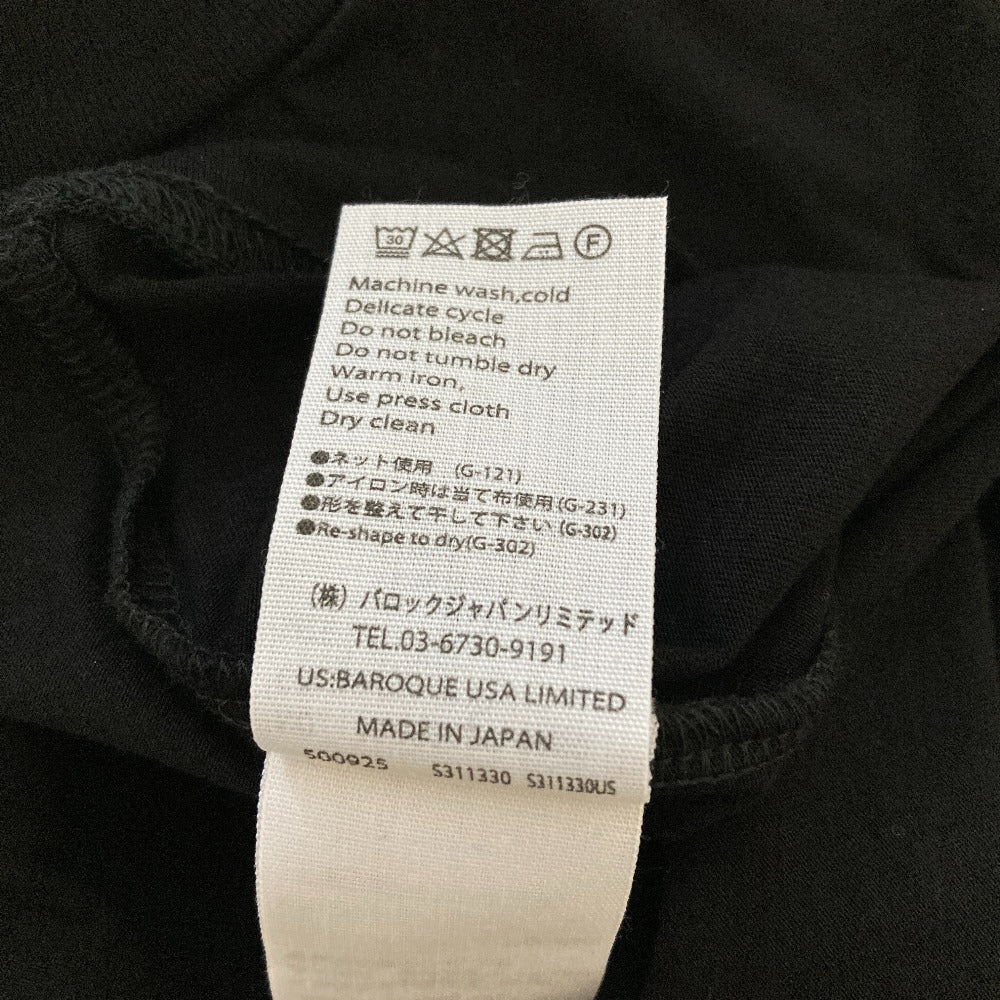 30 F
Machine wash,cold
Delicate cycle
Do not bleach
Do not tumble dry
Warm iron,
Use press cloth
Dry clean
●ネット使用 (G-121)
●アイロン時は当て布使用(G-231)
●形を整えて干して下さい(G-302)
●Re-shape to dry(G-302)
(株) バロックジャパンリミテッド
TEL.03-6730-9191
US:BAROQUE USA LIMITED
MADE IN JAPAN
500925 S311330 S311330US